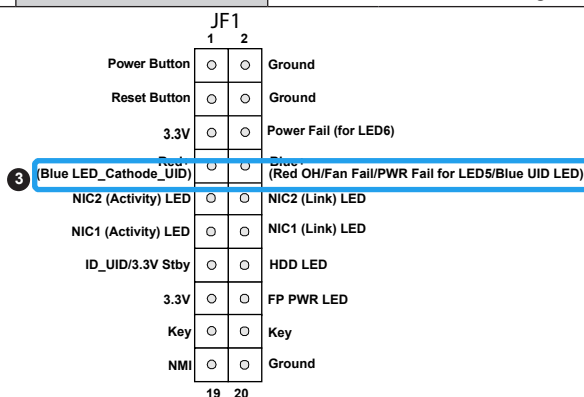 JF1
1 2
Power Button Ground
Reset Button Ground
3.3V Power Fail (for LED6)
Red+ Blue+
3 (Blue LED_Cathode_UID) (Red OH/Fan Fail/PWR Fail for LED5/Blue UID LED)
NIC2 (Activity) LED NIC2 (Link) LED
NIC1 (Activity) LED NIC1 (Link) LED
ID_UID/3.3V Stby HDD LED
3.3V FP PWR LED
Key Key
NMI Ground
19 20